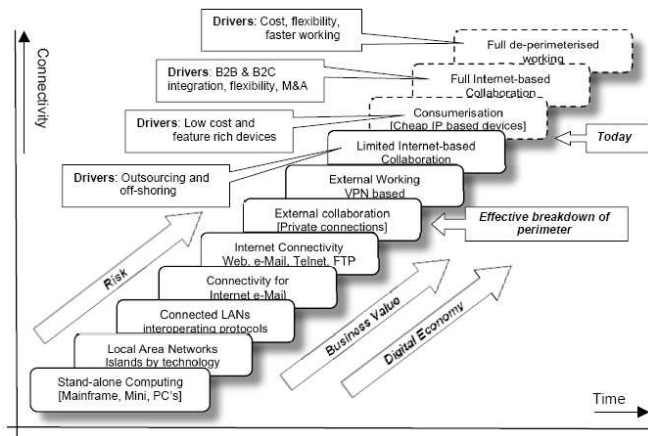 Drivers: Cost, flexibility,
faster working
Full de-perimeterised
working
Connectivity
Drivers: B2B & B2C
integration, flexibility, M&A
Full Internet-based
Collaboration
Drivers: Low cost and
feature rich devices
Consumerisation
[Cheap IP based devices]
Today
Limited Internet-based
Collaboration
Drivers: Outsourcing and
off-shoring
External Working
VPN based
External collaboration
[Private connections]
Effective breakdown of
perimeter
Internet Connectivity
Web, e-Mail, Telnet, FTP
Risk
Connectivity for
Internet e-Mail
Business Value
Digital Economy
Connected LANs
interoperating protocols
Local Area Networks
Islands by technology
Stand-alone Computing
[Mainframe, Mini, PC's]
Time